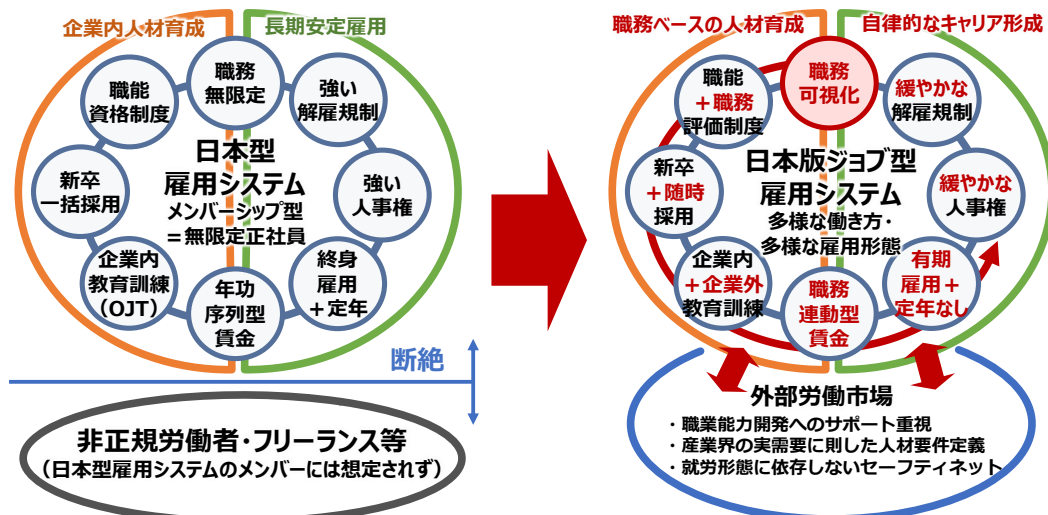 企業内人材育成
長期安定雇用
職務
無限定
職能
資格制度
強い
解雇規制
新卒
一括採用
日本型
雇用システム
メンバーシップ型
＝無限定正社員
強い
人事権
企業内
教育訓練
（OJT）
年功
序列型
賃金
終身
雇用
＋定年
断絶
非正規労働者・フリーランス等
（日本型雇用システムのメンバーには想定されず）
職務ベースの人材育成
自律的なキャリア形成
職務
可視化
職能
＋職務
評価制度
緩やかな
解雇規制
新卒
＋随時
採用
日本版ジョブ型
雇用システム
多様な働き方・
多様な雇用形態
緩やかな
人事権
企業内
＋企業外
教育訓練
職務
連動型
賃金
有期
雇用＋
定年なし
外部労働市場
・職業能力開発へのサポート重視
・産業界の実需要に則した人材要件定義
・就労形態に依存しないセーフティネット